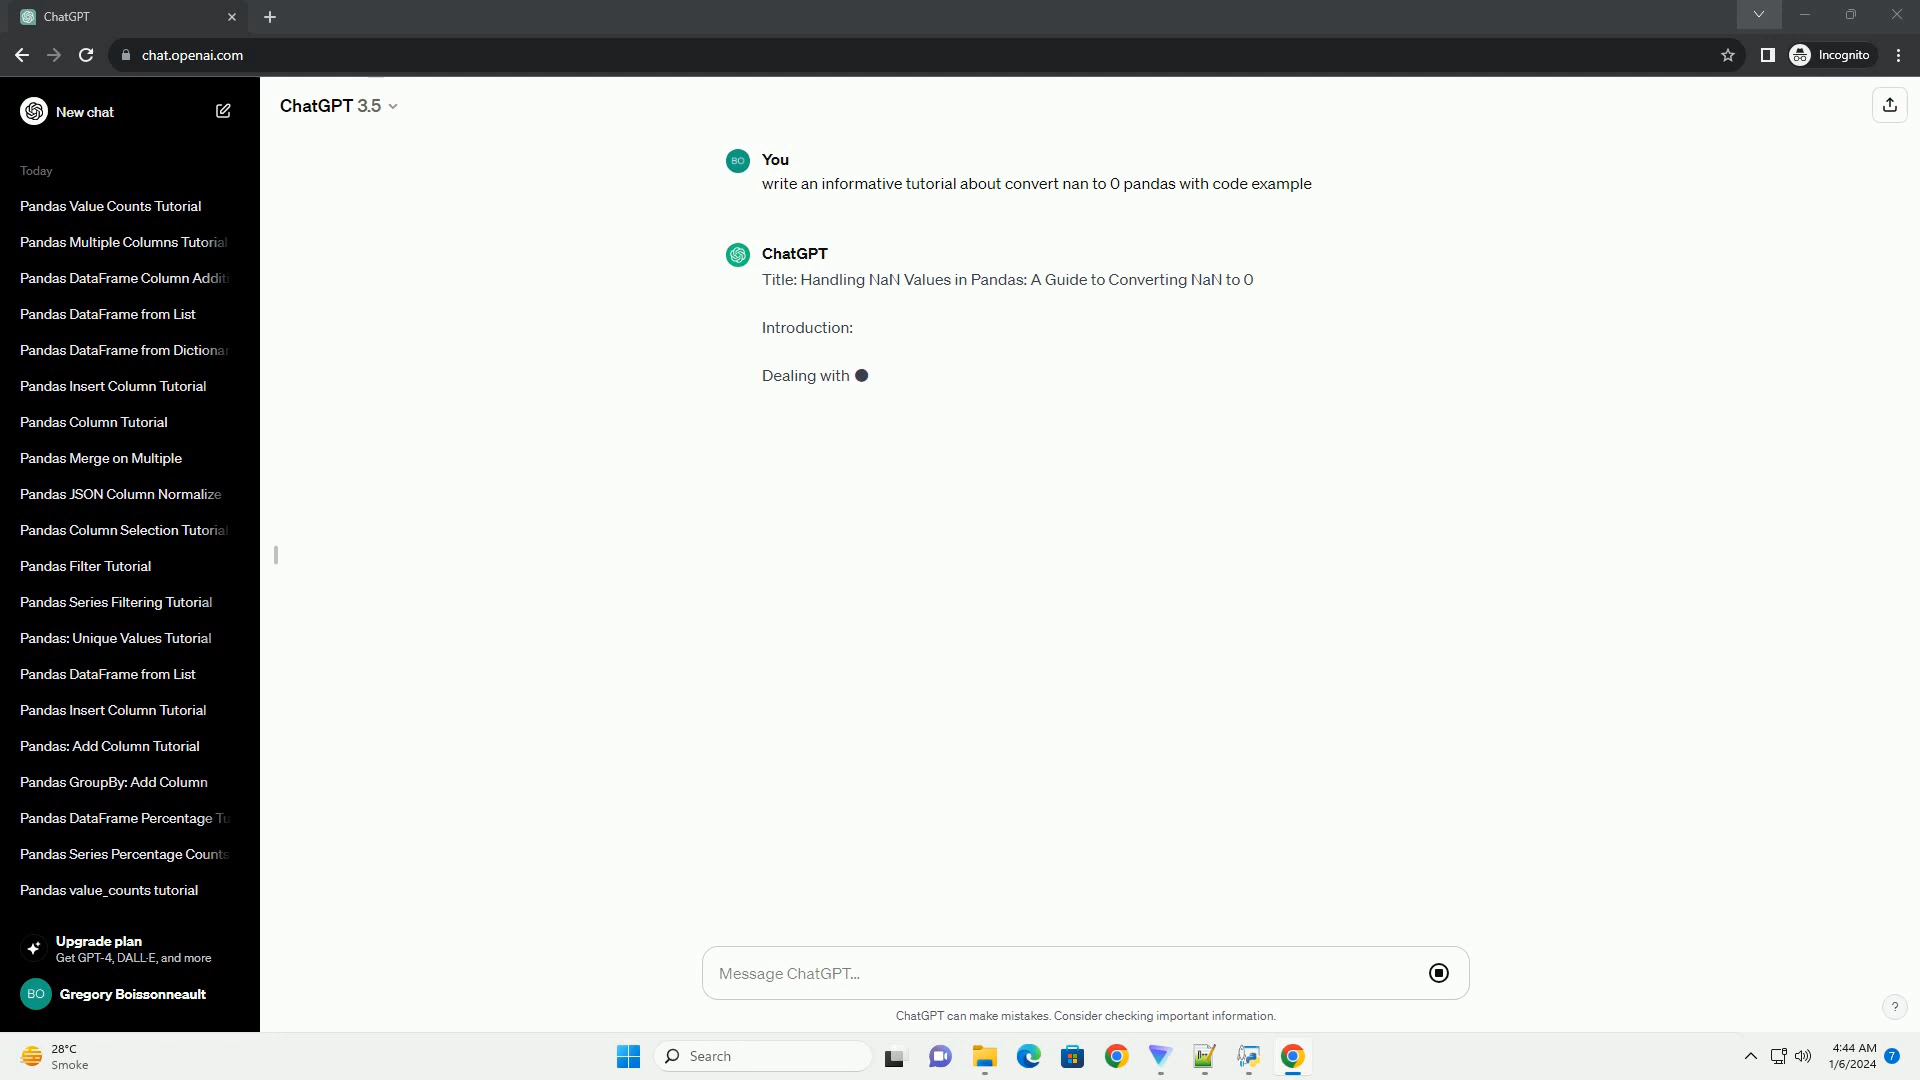 ChatGPT
chat.openai.com
Incognito
New chat
Today
Pandas Value Counts Tutorial
Pandas Multiple Columns Tutorial
Pandas DataFrame Column Additi
Pandas DataFrame from List
Pandas DataFrame from Dictionar
Pandas Insert Column Tutorial
Pandas Column Tutorial
Pandas Merge on Multiple
Pandas JSON Column Normalize
Pandas Column Selection Tutorial
Pandas Filter Tutorial
Pandas Series Filtering Tutorial
Pandas: Unique Values Tutorial
Pandas DataFrame from List
Pandas Insert Column Tutorial
Pandas: Add Column Tutorial
Pandas GroupBy: Add Column
Pandas DataFrame Percentage Tu
Pandas Series Percentage Counts
Pandas value_counts tutorial
Upgrade plan
Get GPT-4, DALL·E, and more
BO Gregory Boissonneault
ChatGPT 3.5
BO You
write an informative tutorial about convert nan to 0 pandas with code example
ChatGPT
Title: Handling NaN Values in Pandas: A Guide to Converting NaN to 0
Introduction:
Dealing with
Message ChatGPT...
ChatGPT can make mistakes. Consider checking important information.
?
28°C
Smoke
Search
4:44 AM
1/6/2024
7